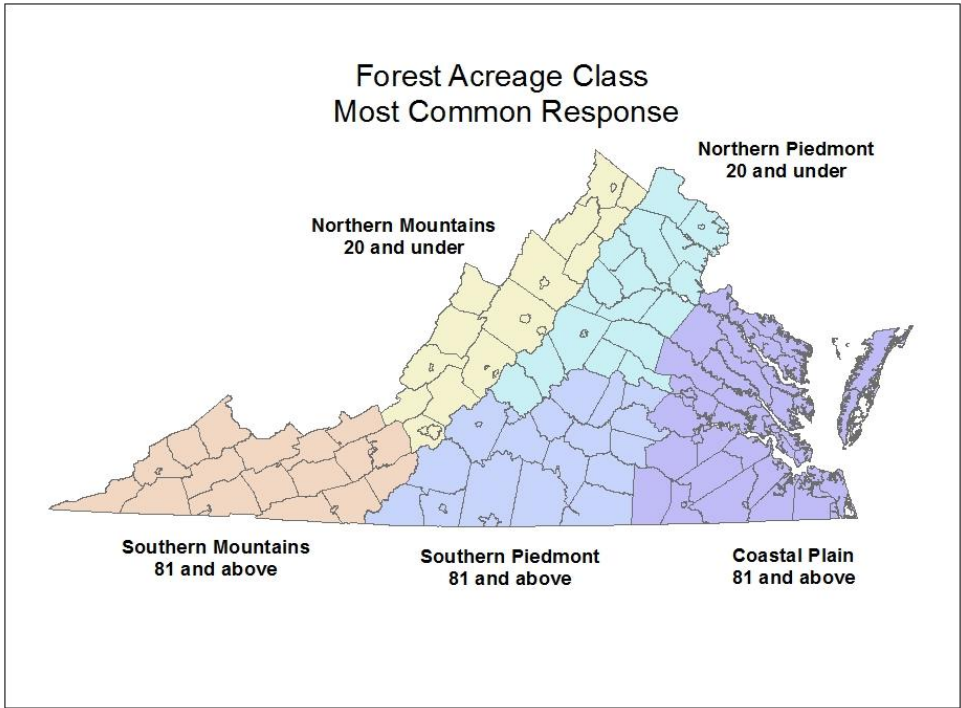 Forest Acreage Class
Most Common Response
Northern Piedmont
20 and under
Northern Mountains
20 and under
Southern Mountains
81 and above
Southern Piedmont
81 and above
Coastal Plain
81 and above